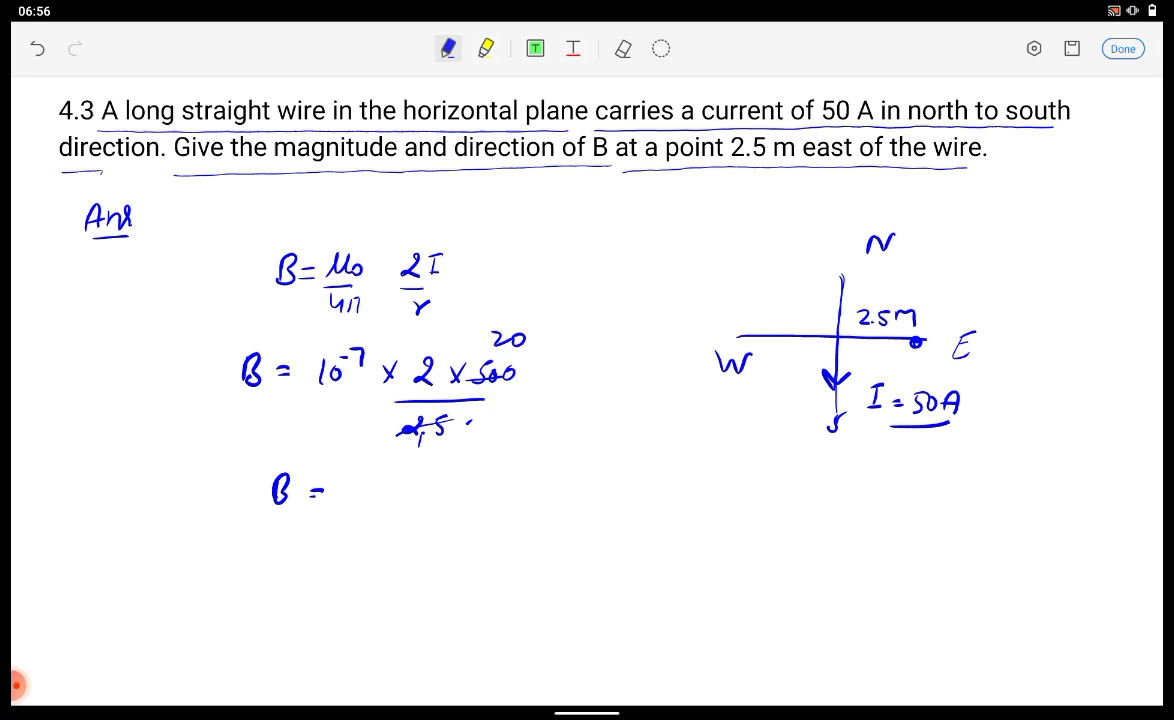 06:56
Done
4.3 A long straight wire in the horizontal plane carries a current of 50 A in north to south
direction. Give the magnitude and direction of B at a point 2.5 m east of the wire.
Ans
N
B = μ0 2I
4π r
2.5m
20
W
E
B = 10^-7 × 2 × 500
2.5
I = 50A
S
B =